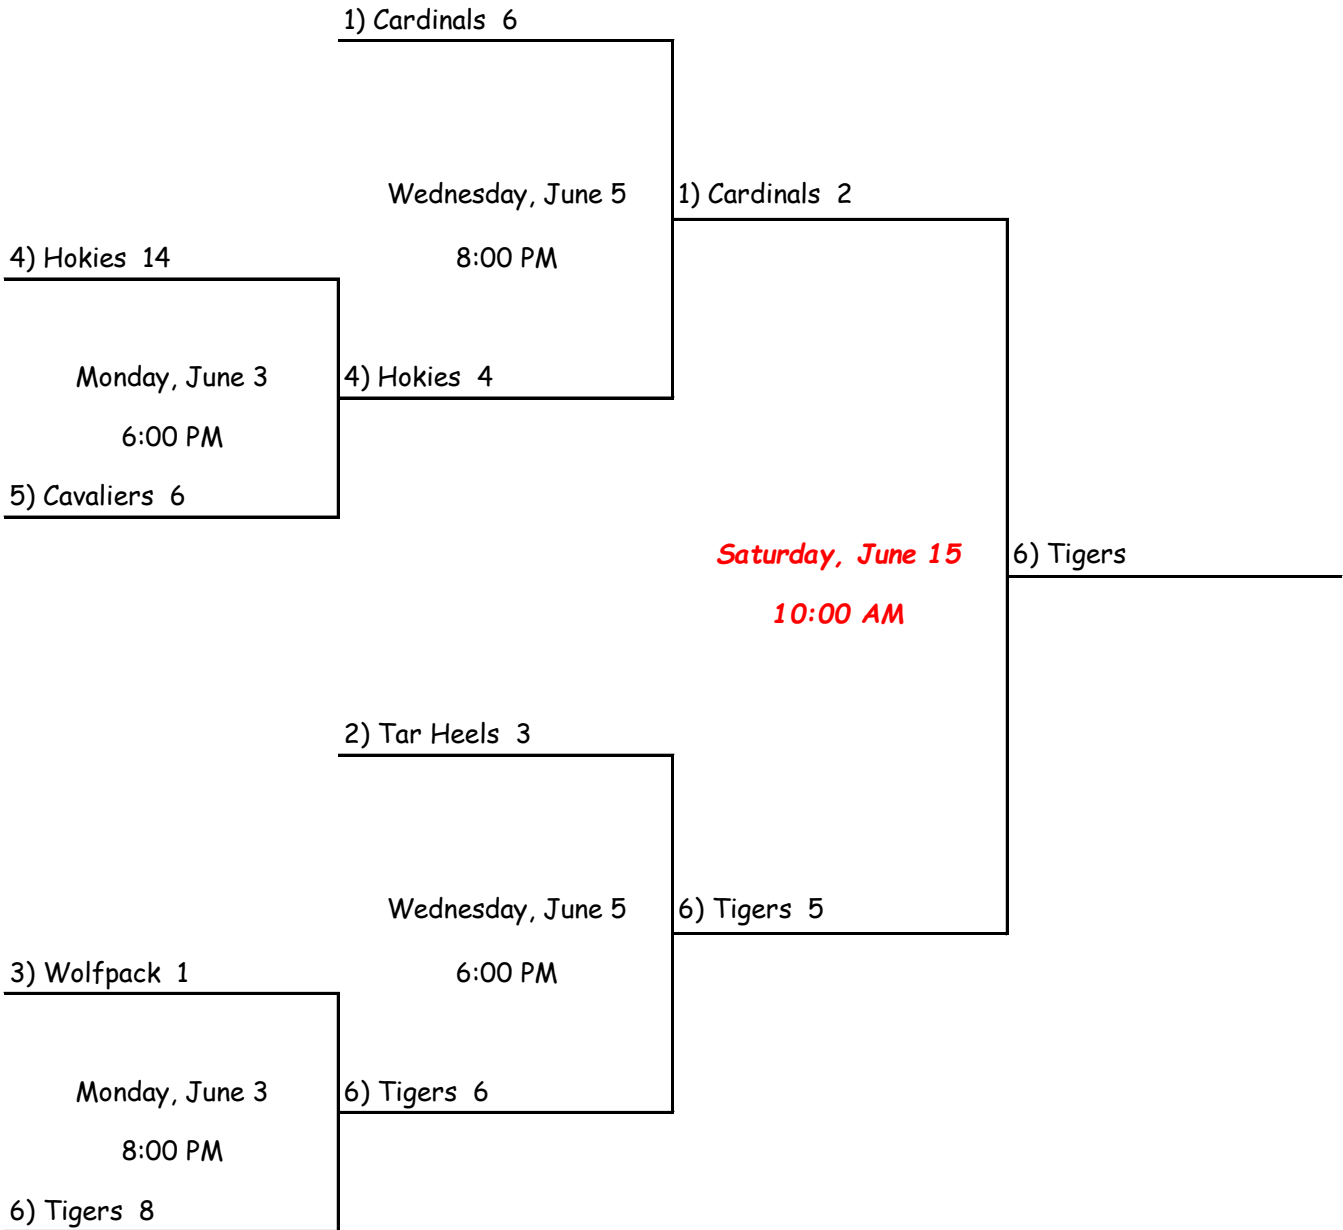 1) Cardinals 6
Wednesday, June 5
1) Cardinals 2
4) Hokies 14
8:00 PM
Monday, June 3
4) Hokies 4
6:00 PM
5) Cavaliers 6
Saturday, June 15
6) Tigers
10:00 AM
2) Tar Heels 3
Wednesday, June 5
6) Tigers 5
3) Wolfpack 1
6:00 PM
Monday, June 3
6) Tigers 6
8:00 PM
6) Tigers 8